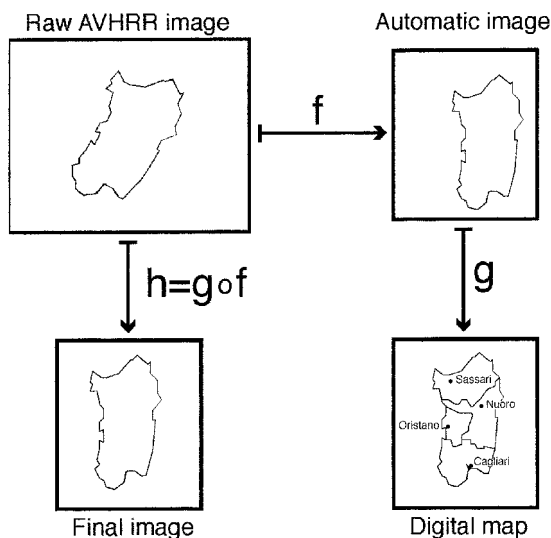 Raw AVHRR image
Automatic image
f
h=g∘f
g
Sassari
Nuoro
Oristano
Cagliari
Final image
Digital map